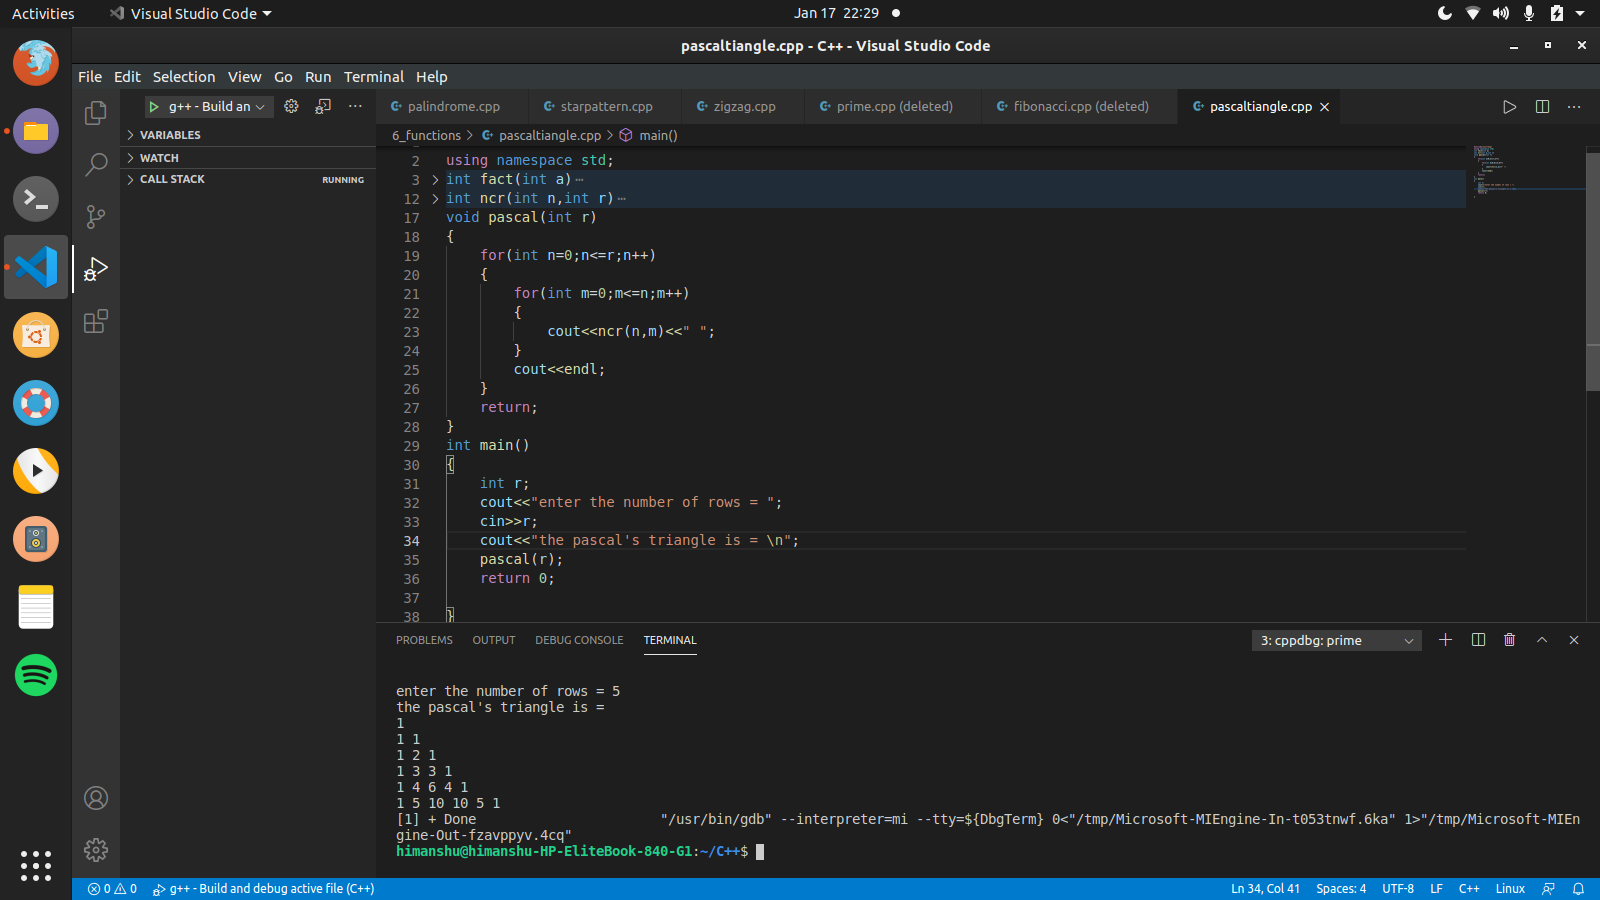 Activities
Visual Studio Code
Jan 17 22:29
pascaltiangle.cpp - C++ - Visual Studio Code
File Edit Selection View Go Run Terminal Help
g++ - Build an
palindrome.cpp
starpattern.cpp
zigzag.cpp
prime.cpp (deleted)
fibonacci.cpp (deleted)
pascaltiangle.cpp
VARIABLES
WATCH
CALL STACK
RUNNING
6_functions > pascaltiangle.cpp > main()
2 using namespace std;
3 int fact(int a)⋯
12 int ncr(int n,int r)⋯
17 void pascal(int r)
18 {
19 for(int n=0;n<=r;n++)
20 {
21 for(int m=0;m<=n;m++)
22 {
23 cout<<ncr(n,m)<<" ";
24 }
25 cout<<endl;
26 }
27 return;
28 }
29 int main()
30 {
31 int r;
32 cout<<"enter the number of rows = ";
33 cin>>r;
34 cout<<"the pascal's triangle is = \n";
35 pascal(r);
36 return 0;
37
38 }
PROBLEMS OUTPUT DEBUG CONSOLE TERMINAL
3: cppdbg: prime
enter the number of rows = 5
the pascal's triangle is =
1
1 1
1 2 1
1 3 3 1
1 4 6 4 1
1 5 10 10 5 1
[1] + Done "/usr/bin/gdb" --interpreter=mi --tty=${DbgTerm} 0<"/tmp/Microsoft-MIEngine-In-t053tnwf.6ka" 1>"/tmp/Microsoft-MIEn
gine-Out-fzavppyv.4cq"
himanshu@himanshu-HP-EliteBook-840-G1:~/C++$
0 0 g++ - Build and debug active file (C++)
Ln 34, Col 41 Spaces: 4 UTF-8 LF C++ Linux